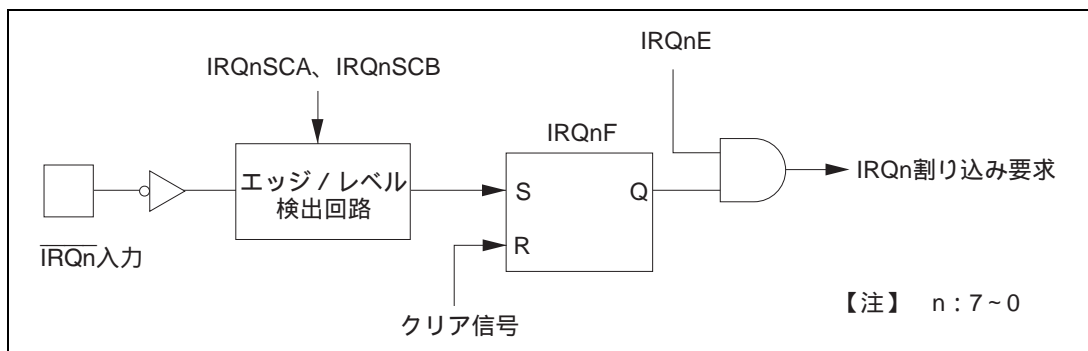 IRQnE
IRQnSCA、IRQnSCB
IRQnF
エッジ / レベル
検出回路
S
Q
R
IRQn割り込み要求
IRQn入力
クリア信号
【注】 n : 7~0